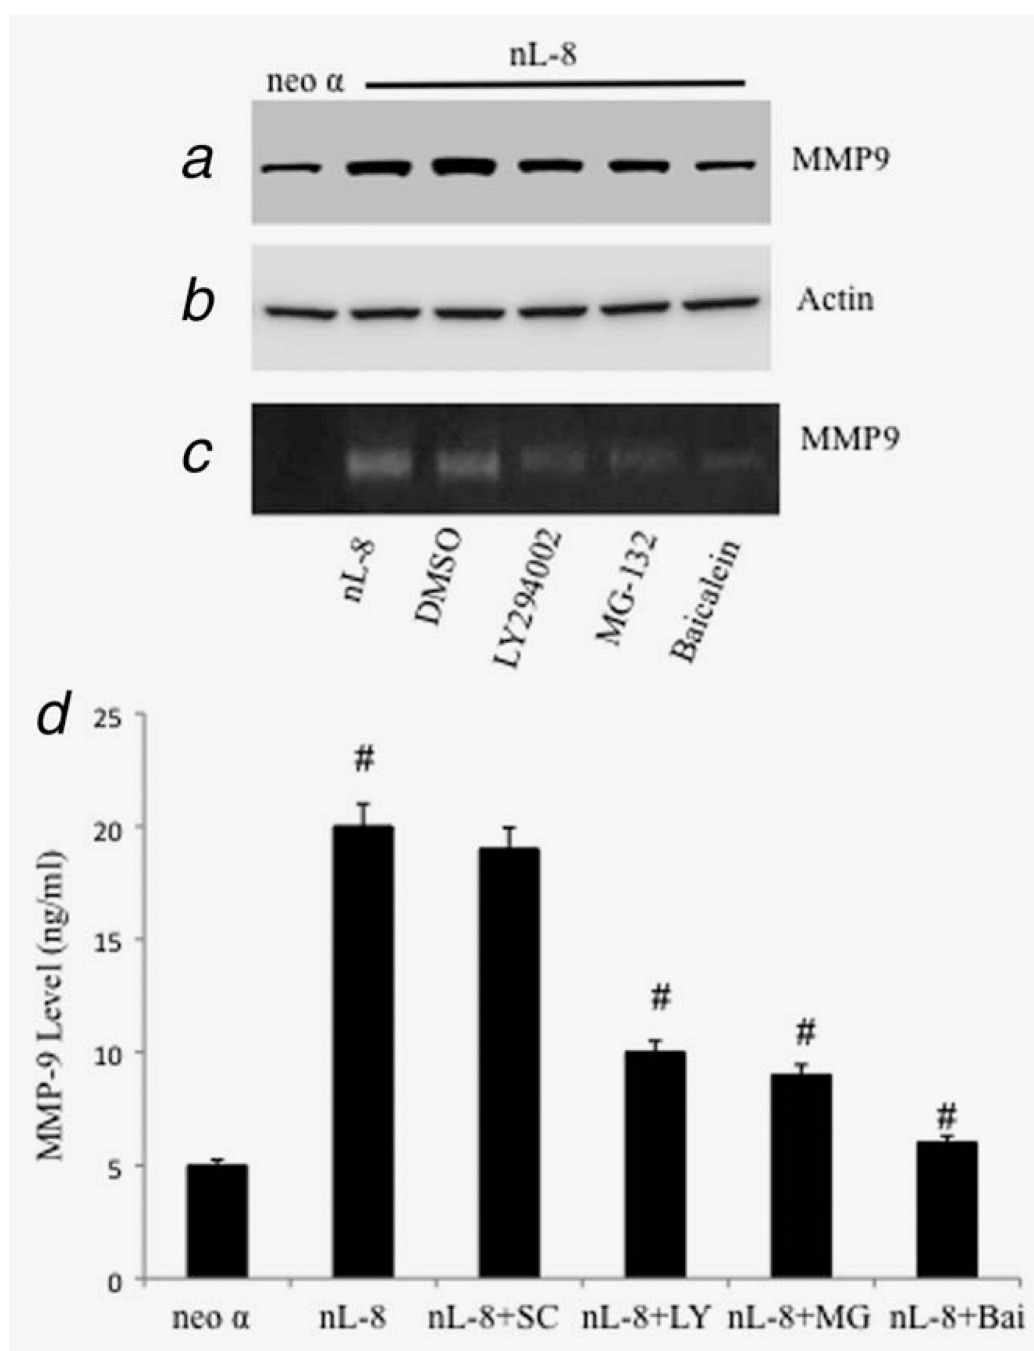 nL-8
neo α
a
MMP9
b
Actin
c
MMP9
nL-8
DMSO
LY294002
MG-132
Baicalein
d
MMP-9 Level (ng/ml)
25
20
15
10
5
0
#
#
#
#
neo α
nL-8
nL-8+SC
nL-8+LY
nL-8+MG
nL-8+Bai